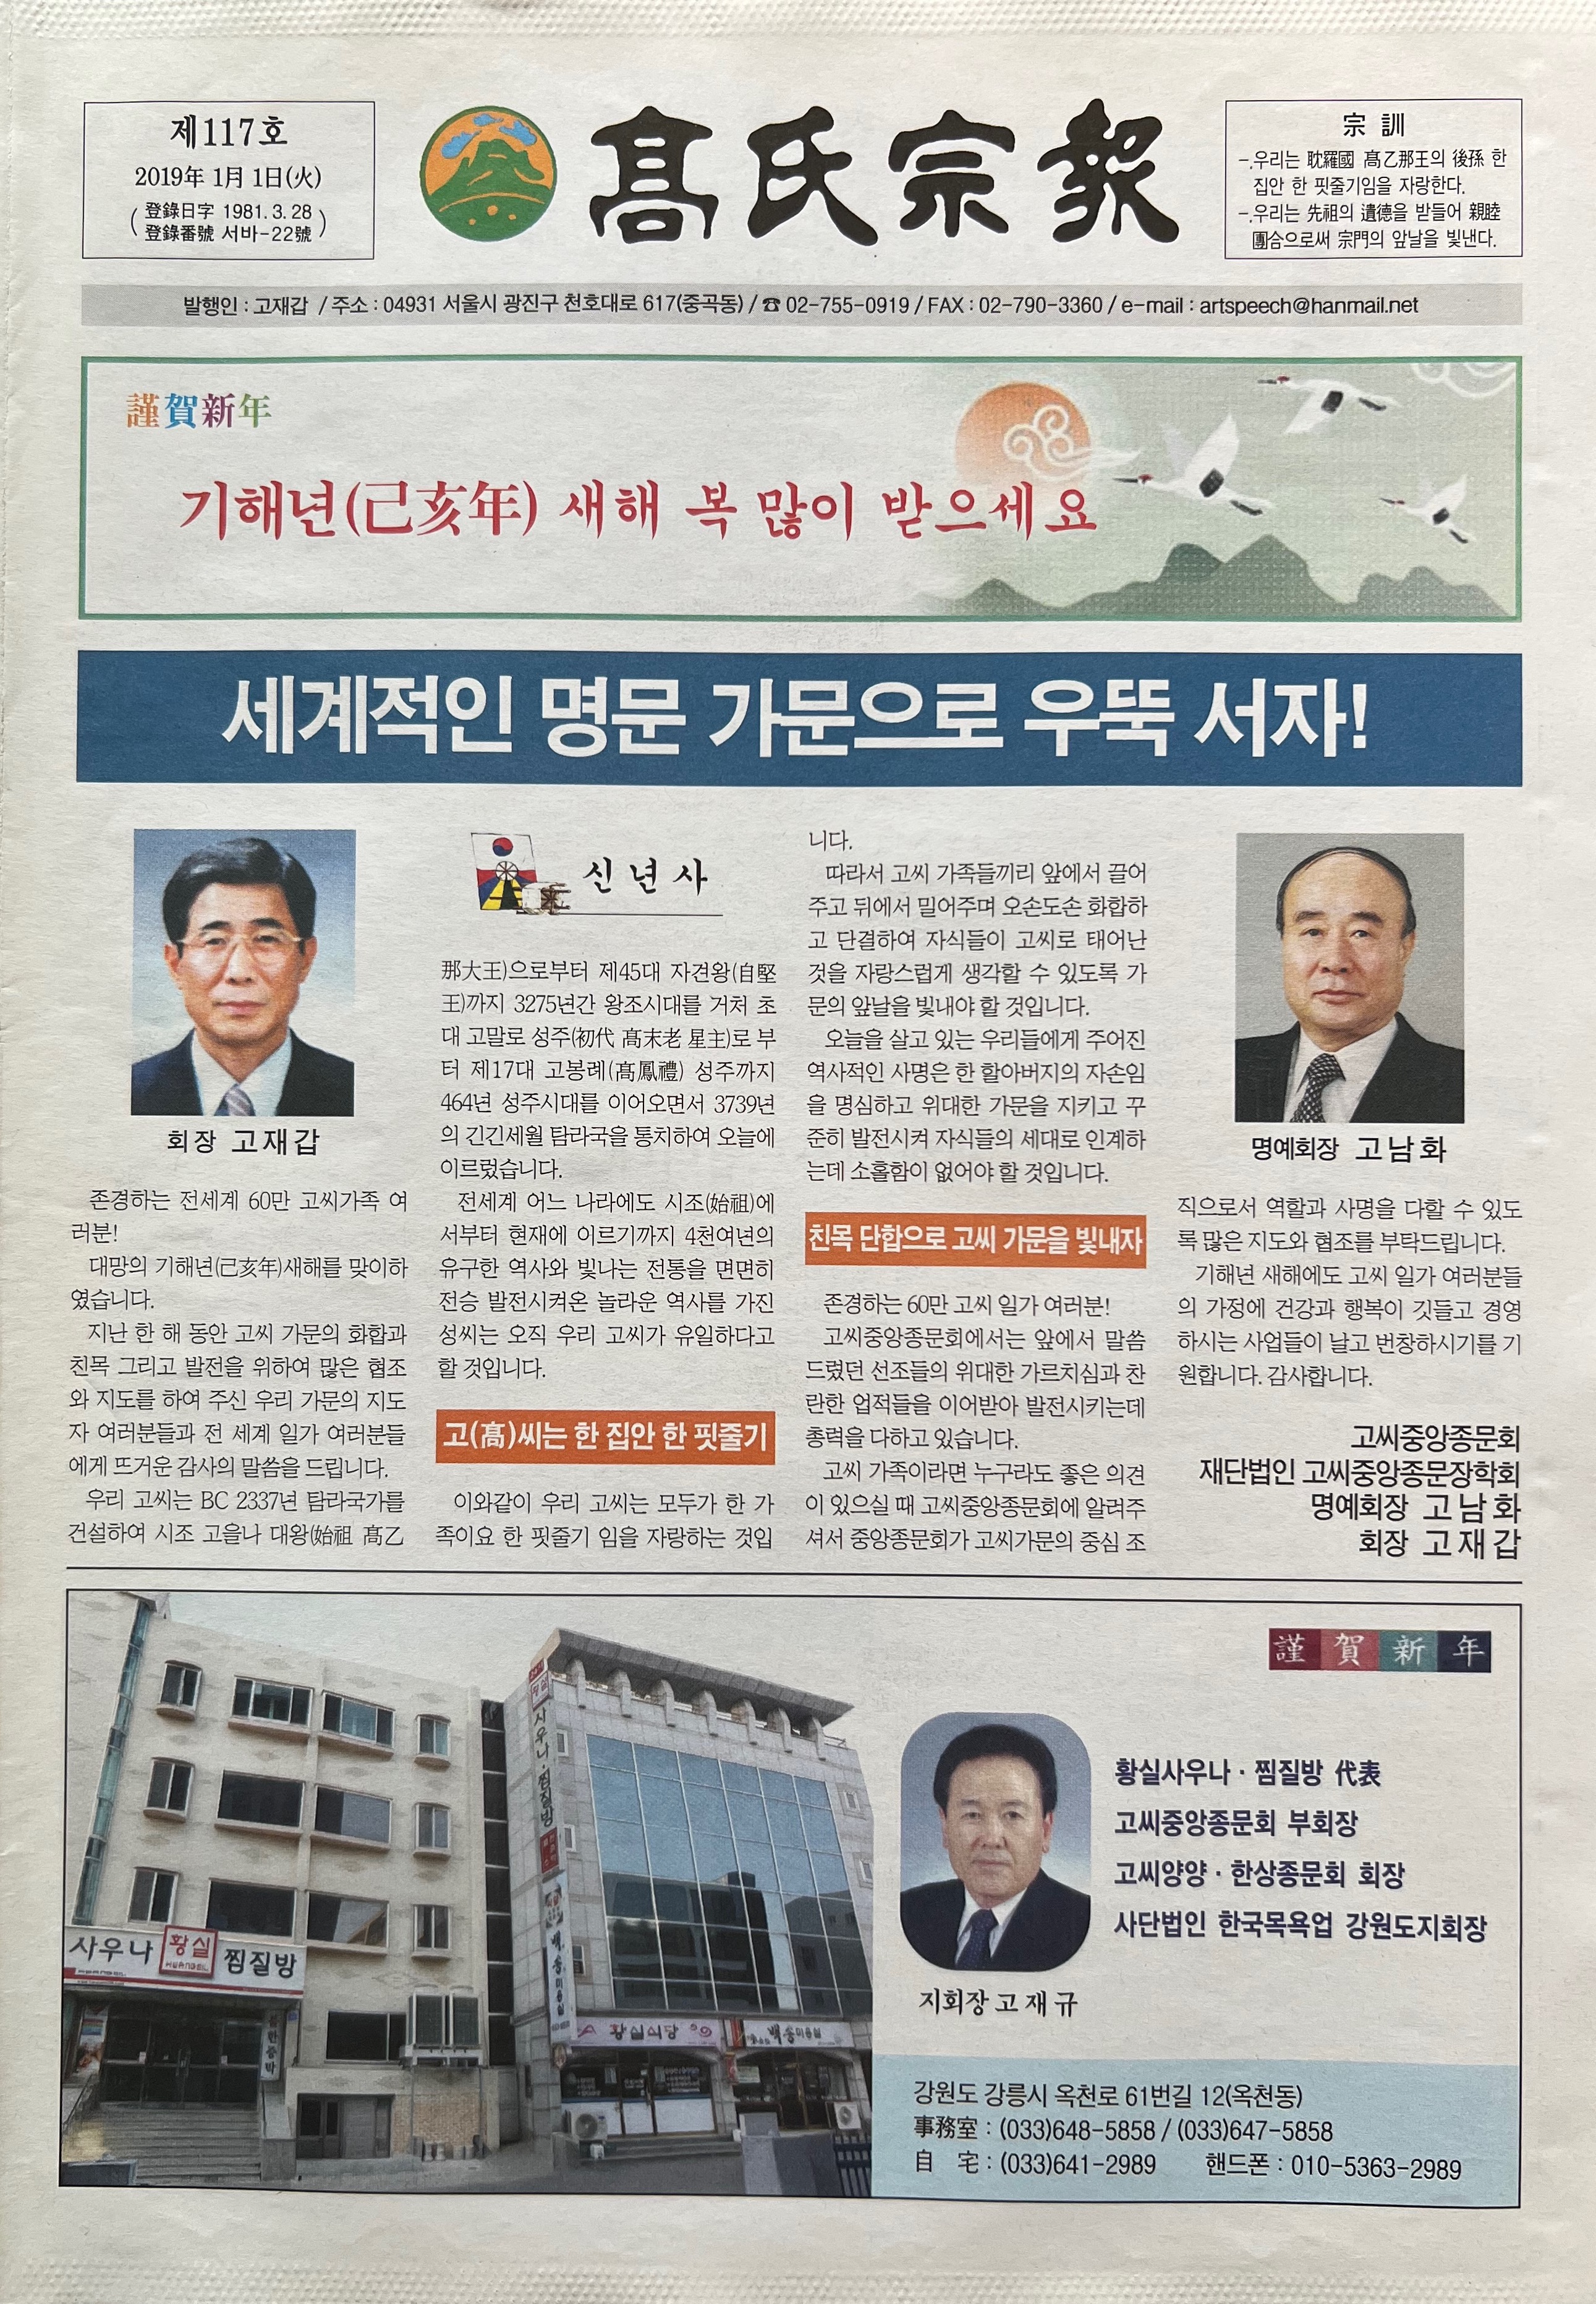 제117호
2019年 1月 1日(火)
(登錄日字 1981. 3. 28
登錄番號 서바-22號)
髙氏宗報
宗 訓
-.우리는 耽羅國 髙乙那王의 後孫 한
집안 한 핏줄기임을 자랑한다.
-.우리는 先祖의 遺德을 받들어 親睦
團合으로써 宗門의 앞날을 빛낸다.
발행인 : 고재갑 / 주소 : 04931 서울시 광진구 천호대로 617(중곡동) / ☎ 02-755-0919 / FAX : 02-790-3360 / e-mail : artspeech@hanmail.net
謹賀新年
기해년(己亥年) 새해 복 많이 받으세요
세계적인 명문 가문으로 우뚝 서자!
회장 고재갑
존경하는 전세계 60만 고씨가족 여
러분!
대망의 기해년(己亥年)새해를 맞이하
였습니다.
지난 한 해 동안 고씨 가문의 화합과
친목 그리고 발전을 위하여 많은 협조
와 지도를 하여 주신 우리 가문의 지도
자 여러분들과 전 세계 일가 여러분들
에게 뜨거운 감사의 말씀을 드립니다.
우리 고씨는 BC 2337년 탐라국가를
건설하여 시조 고을나 대왕(始祖 髙乙
신년사
那大王)으로부터 제45대 자견왕(自堅
王)까지 3275년간 왕조시대를 거처 초
대 고말로 성주(初代 髙末老 星主)로 부
터 제17대 고봉례(髙鳳禮) 성주까지
464년 성주시대를 이어오면서 3739년
의 긴긴세월 탐라국을 통치하여 오늘에
이르렀습니다.
전세계 어느 나라에도 시조(始祖)에
서부터 현재에 이르기까지 4천여년의
유구한 역사와 빛나는 전통을 면면히
전승 발전시켜온 놀라운 역사를 가진
성씨는 오직 우리 고씨가 유일하다고
할 것입니다.
고(髙)씨는 한 집안 한 핏줄기
이와같이 우리 고씨는 모두가 한 가
족이요 한 핏줄기 임을 자랑하는 것입
니다.
따라서 고씨 가족들끼리 앞에서 끌어
주고 뒤에서 밀어주며 오손도손 화합하
고 단결하여 자식들이 고씨로 태어난
것을 자랑스럽게 생각할 수 있도록 가
문의 앞날을 빛내야 할 것입니다.
오늘을 살고 있는 우리들에게 주어진
역사적인 사명은 한 할아버지의 자손임
을 명심하고 위대한 가문을 지키고 꾸
준히 발전시켜 자식들의 세대로 인계하
는데 소홀함이 없어야 할 것입니다.
친목 단합으로 고씨 가문을 빛내자
존경하는 60만 고씨 일가 여러분!
고씨중앙종문회에서는 앞에서 말씀
드렸던 선조들의 위대한 가르치심과 찬
란한 업적들을 이어받아 발전시키는데
총력을 다하고 있습니다.
고씨 가족이라면 누구라도 좋은 의견
이 있으실 때 고씨중앙종문회에 알려주
셔서 중앙종문회가 고씨가문의 중심 조
명예회장 고남화
직으로서 역할과 사명을 다할 수 있도
록 많은 지도와 협조를 부탁드립니다.
기해년 새해에도 고씨 일가 여러분들
의 가정에 건강과 행복이 깃들고 경영
하시는 사업들이 날고 번창하시기를 기
원합니다. 감사합니다.
고씨중앙종문회
재단법인 고씨중앙종문장학회
명예회장 고남화
회장 고재갑
사우나 황실 찜질방
HUANGSIL
사우나·찜질방
황실식당
백송미용실
謹賀新年
황실사우나 · 찜질방 代表
고씨중앙종문회 부회장
고씨양양 · 한상종문회 회장
사단법인 한국목욕업 강원도지회장
지회장 고재규
강원도 강릉시 옥천로 61번길 12(옥천동)
事務室 : (033)648-5858 / (033)647-5858
自 宅 : (033)641-2989 핸드폰 : 010-5363-2989